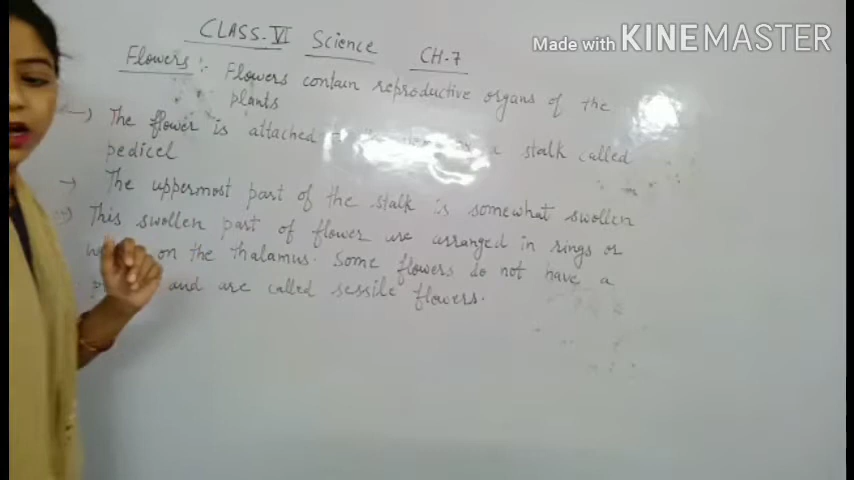 CLASS-VI Science CH-7
Made with KINEMASTER
Flowers :- Flowers contain reproductive organs of the
plants
→ The flower is attached a stalk called
pedicel
→ The uppermost part of the stalk is somewhat swollen
→ This swollen part of flower are arranged in rings or
on the thalamus. Some flowers do not have a
and are called sessile flowers.